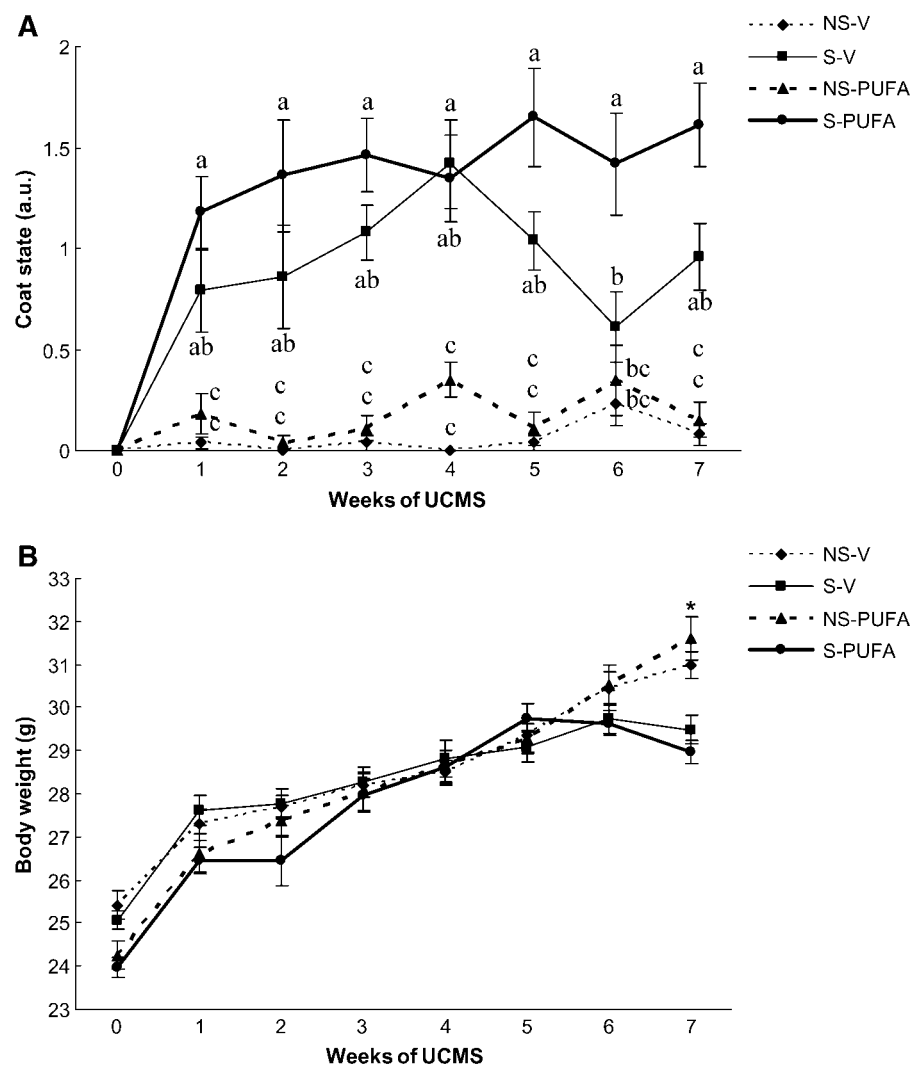 A
NS-V
S-V
NS-PUFA
S-PUFA
2
1.5
1
0.5
0
Coat state (a.u.)
a
a
a
a
a
a
a
ab
ab
ab
ab
ab
b
ab
c
c
c
c
c
bc
c
c
c
c
c
c
bc
c
0 1 2 3 4 5 6 7
Weeks of UCMS
B
NS-V
S-V
NS-PUFA
S-PUFA
33
32
31
30
29
28
27
26
25
24
23
Body weight (g)
*
0 1 2 3 4 5 6 7
Weeks of UCMS